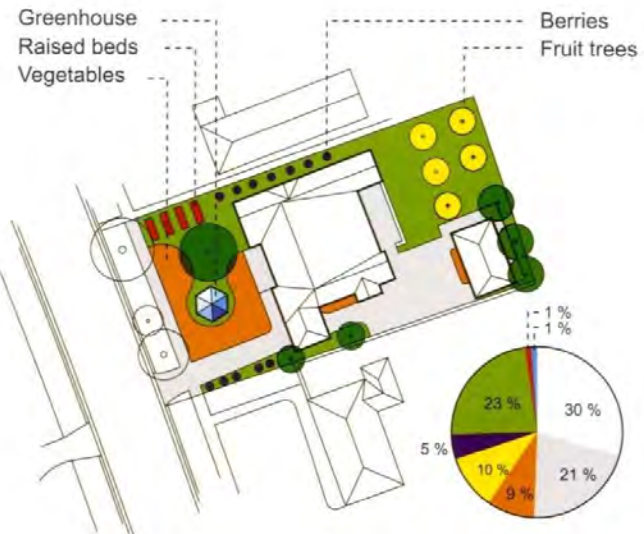 Greenhouse
Raised beds
Vegetables
Berries
Fruit trees
1 %
1 %
23 %
30 %
5 %
10 %
9 %
21 %